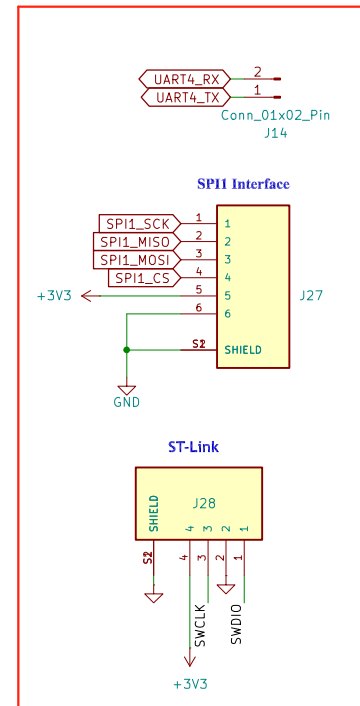 UART4_RX 2
UART4_TX 1
Conn_01x02_Pin
J14
SPI1 Interface
SPI1_SCK 1 1
SPI1_MISO 2 2
SPI1_MOSI 3 3
SPI1_CS 4 4
+3V3 5 5 J27
6 6
SHIELD
GND
ST-Link
J28
SHIELD 4 3 2 1
4 3 2 1
SWCLK SWDIO
+3V3